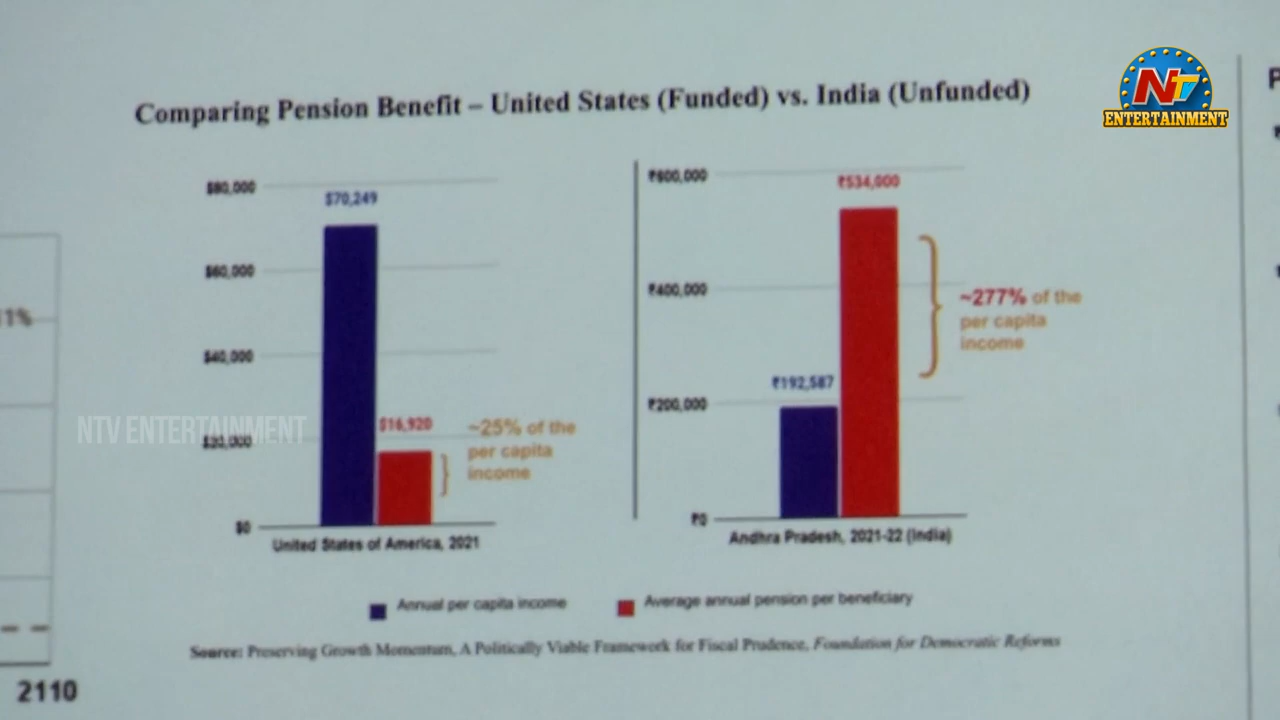 NTV
ENTERTAINMENT
Comparing Pension Benefit – United States (Funded) vs. India (Unfunded)
$80,000
$70,249
$60,000
$40,000
$20,000
$16,920
~25% of the
per capita
income
$0
United States of America, 2021
₹600,000
₹534,000
₹400,000
~277% of the
per capita
income
₹192,587
₹200,000
₹0
Andhra Pradesh, 2021-22 (India)
Annual per capita income
Average annual pension per beneficiary
Source: Preserving Growth Momentum, A Politically Viable Framework for Fiscal Prudence, Foundation for Democratic Reforms
NTV ENTERTAINMENT
1%
2110
P